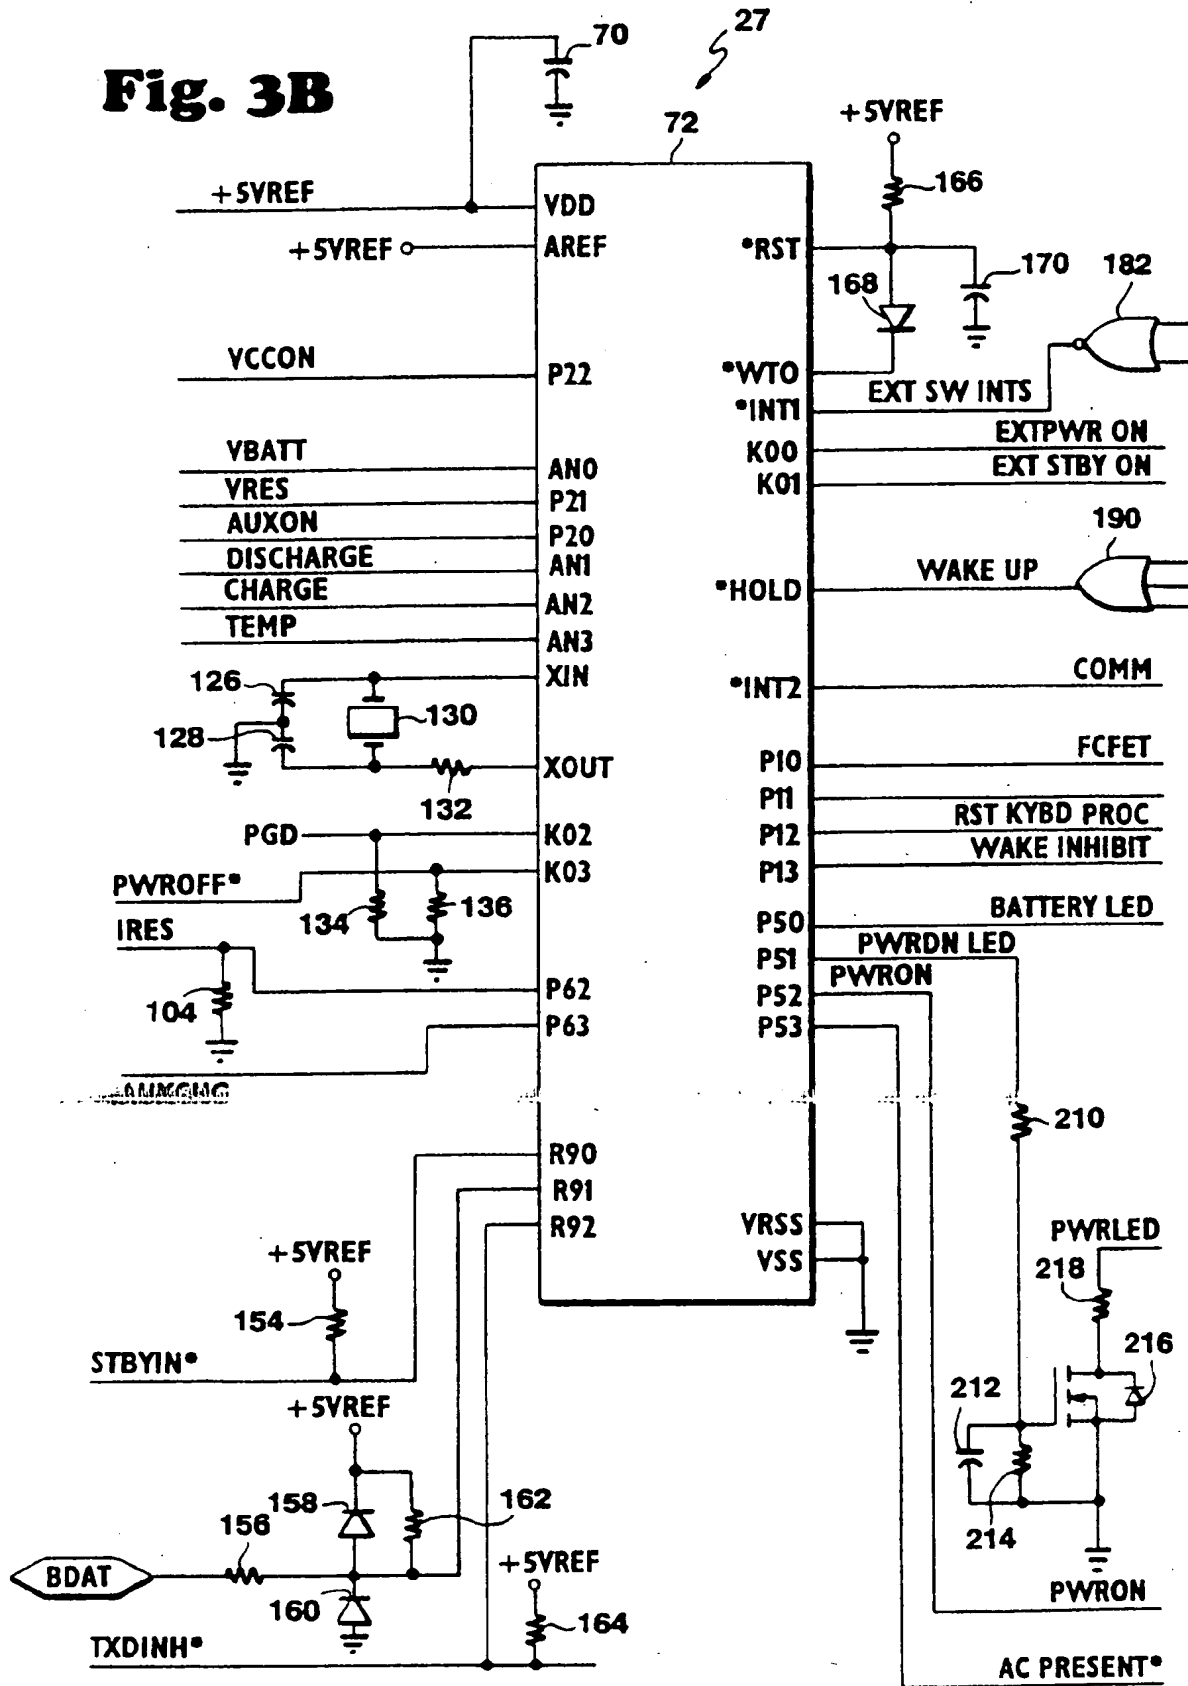 Fig. 3B
70
27
72
+5VREF
166
+5VREF
VDD
+5VREF
AREF
*RST
168
170
182
VCCON
P22
*WTO
EXT SW INTS
*INT1
EXTPWR ON
K00
EXT STBY ON
K01
VBATT
AN0
VRES
P21
AUXON
P20
DISCHARGE
AN1
CHARGE
AN2
TEMP
AN3
190
WAKE UP
*HOLD
XIN
126
130
128
XOUT
132
COMM
*INT2
FCFET
P10
P11
RST KYBD PROC
P12
WAKE INHIBIT
P13
PGD
K02
PWROFF*
K03
134
136
BATTERY LED
P50
PWRDN LED
P51
PWRON
P52
P53
IRES
P62
104
P63
210
R90
R91
R92
VRSS
VSS
PWRLED
218
216
212
214
+5VREF
154
STBYIN*
+5VREF
158
162
156
BDAT
160
+5VREF
164
TXDINH*
PWRON
AC PRESENT*